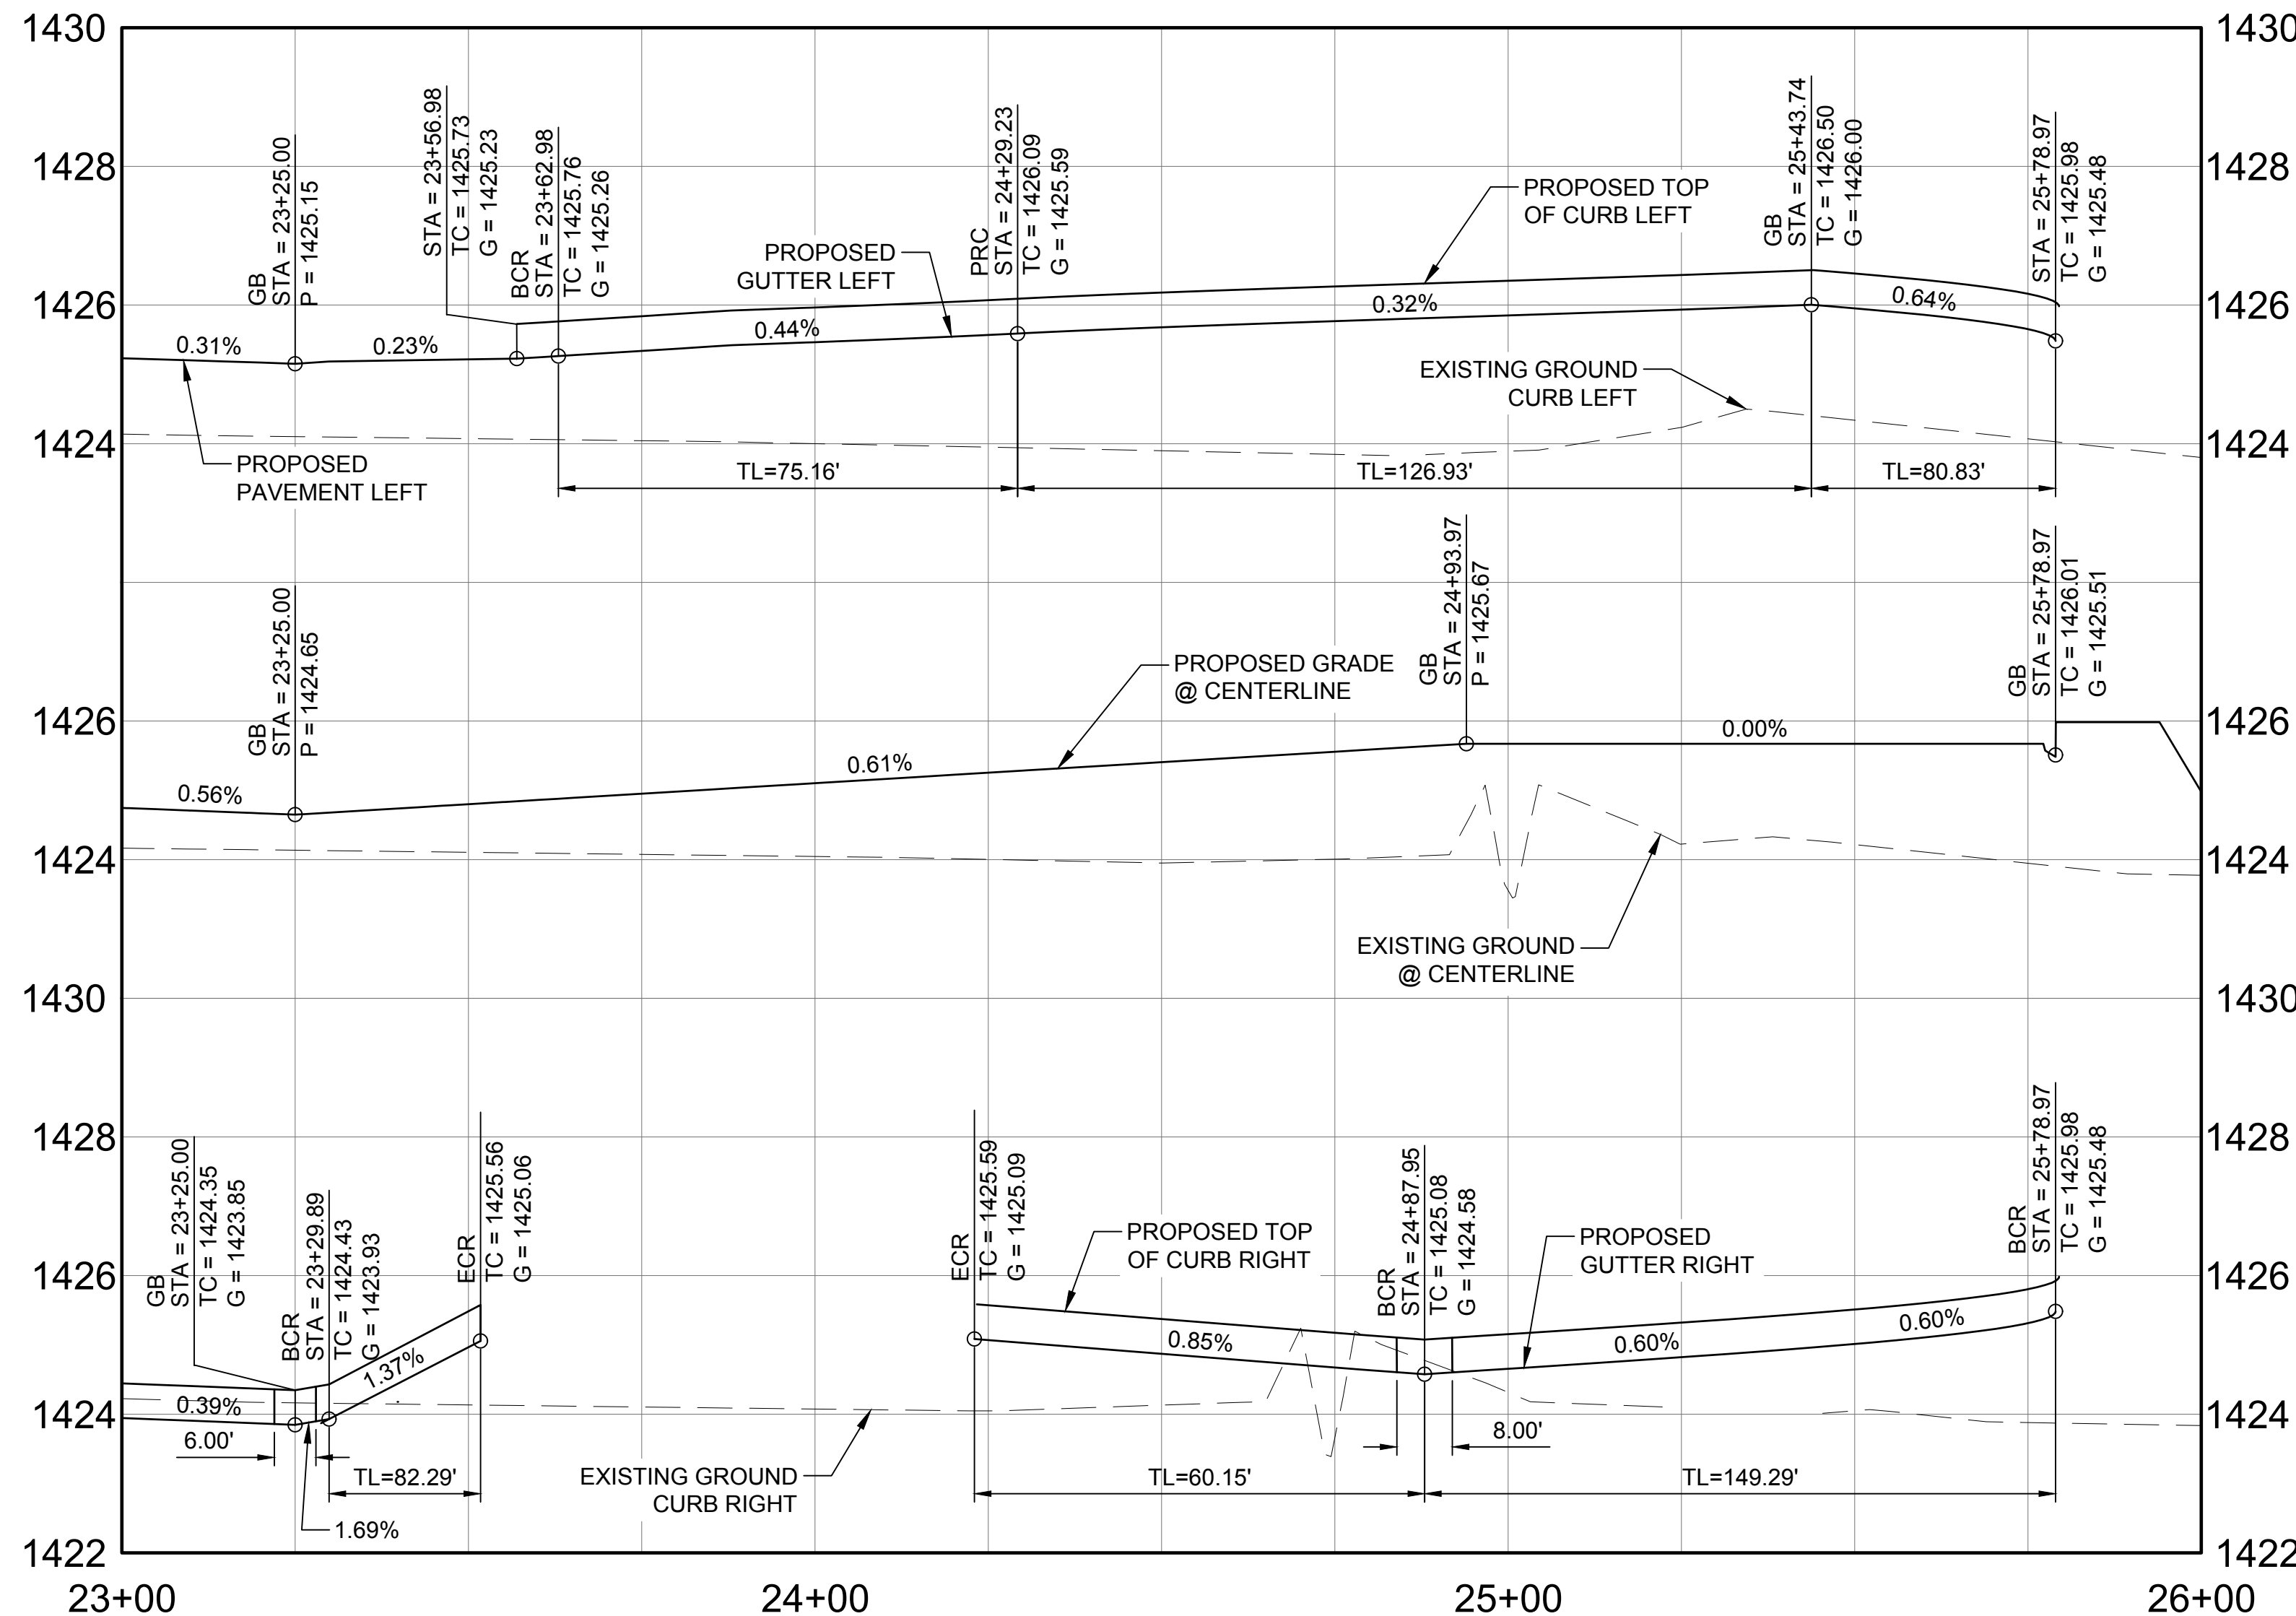 1430
1430
1428
1428
1426
1426
1424
1424
GB
STA = 23+25.00
P = 1425.15
STA = 23+56.98
TC = 1425.73
G = 1425.23
BCR
STA = 23+62.98
TC = 1425.76
G = 1425.26
PRC
STA = 24+29.23
TC = 1426.09
G = 1425.59
GB
STA = 25+43.74
TC = 1426.50
G = 1426.00
STA = 25+78.97
TC = 1425.98
G = 1425.48
PROPOSED TOP
OF CURB LEFT
PROPOSED
GUTTER LEFT
0.31%
0.23%
0.44%
0.32%
0.64%
EXISTING GROUND
CURB LEFT
PROPOSED
PAVEMENT LEFT
TL=75.16'
TL=126.93'
TL=80.83'
GB
STA = 23+25.00
P = 1424.65
GB
STA = 24+93.97
P = 1425.67
GB
STA = 25+78.97
TC = 1426.01
G = 1425.51
PROPOSED GRADE
@ CENTERLINE
1426
1426
0.56%
0.61%
0.00%
1424
1424
EXISTING GROUND
@ CENTERLINE
1430
1430
1428
1428
1426
1426
1424
1424
1422
1422
GB
STA = 23+25.00
TC = 1424.35
G = 1423.85
BCR
STA = 23+29.89
TC = 1424.43
G = 1423.93
ECR
TC = 1425.56
G = 1425.06
ECR
TC = 1425.59
G = 1425.09
BCR
STA = 24+87.95
TC = 1425.08
G = 1424.58
BCR
STA = 25+78.97
TC = 1425.98
G = 1425.48
PROPOSED TOP
OF CURB RIGHT
PROPOSED
GUTTER RIGHT
0.39%
1.37%
0.85%
0.60%
0.60%
6.00'
8.00'
TL=82.29'
EXISTING GROUND
CURB RIGHT
TL=60.15'
TL=149.29'
1.69%
23+00
24+00
25+00
26+00